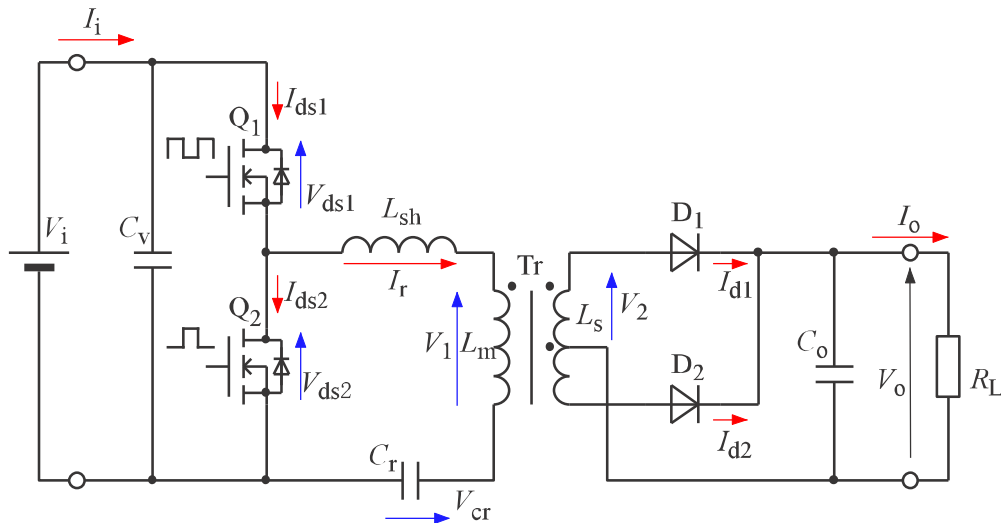 Ii
Ids1
Q1
Vds1
Lsh
D1
Io
Vi
Cv
Ir
Tr
Id1
Ids2
Q2
V1
Lm
Ls
V2
Co
Vo
RL
Vds2
D2
Id2
Cr
Vcr